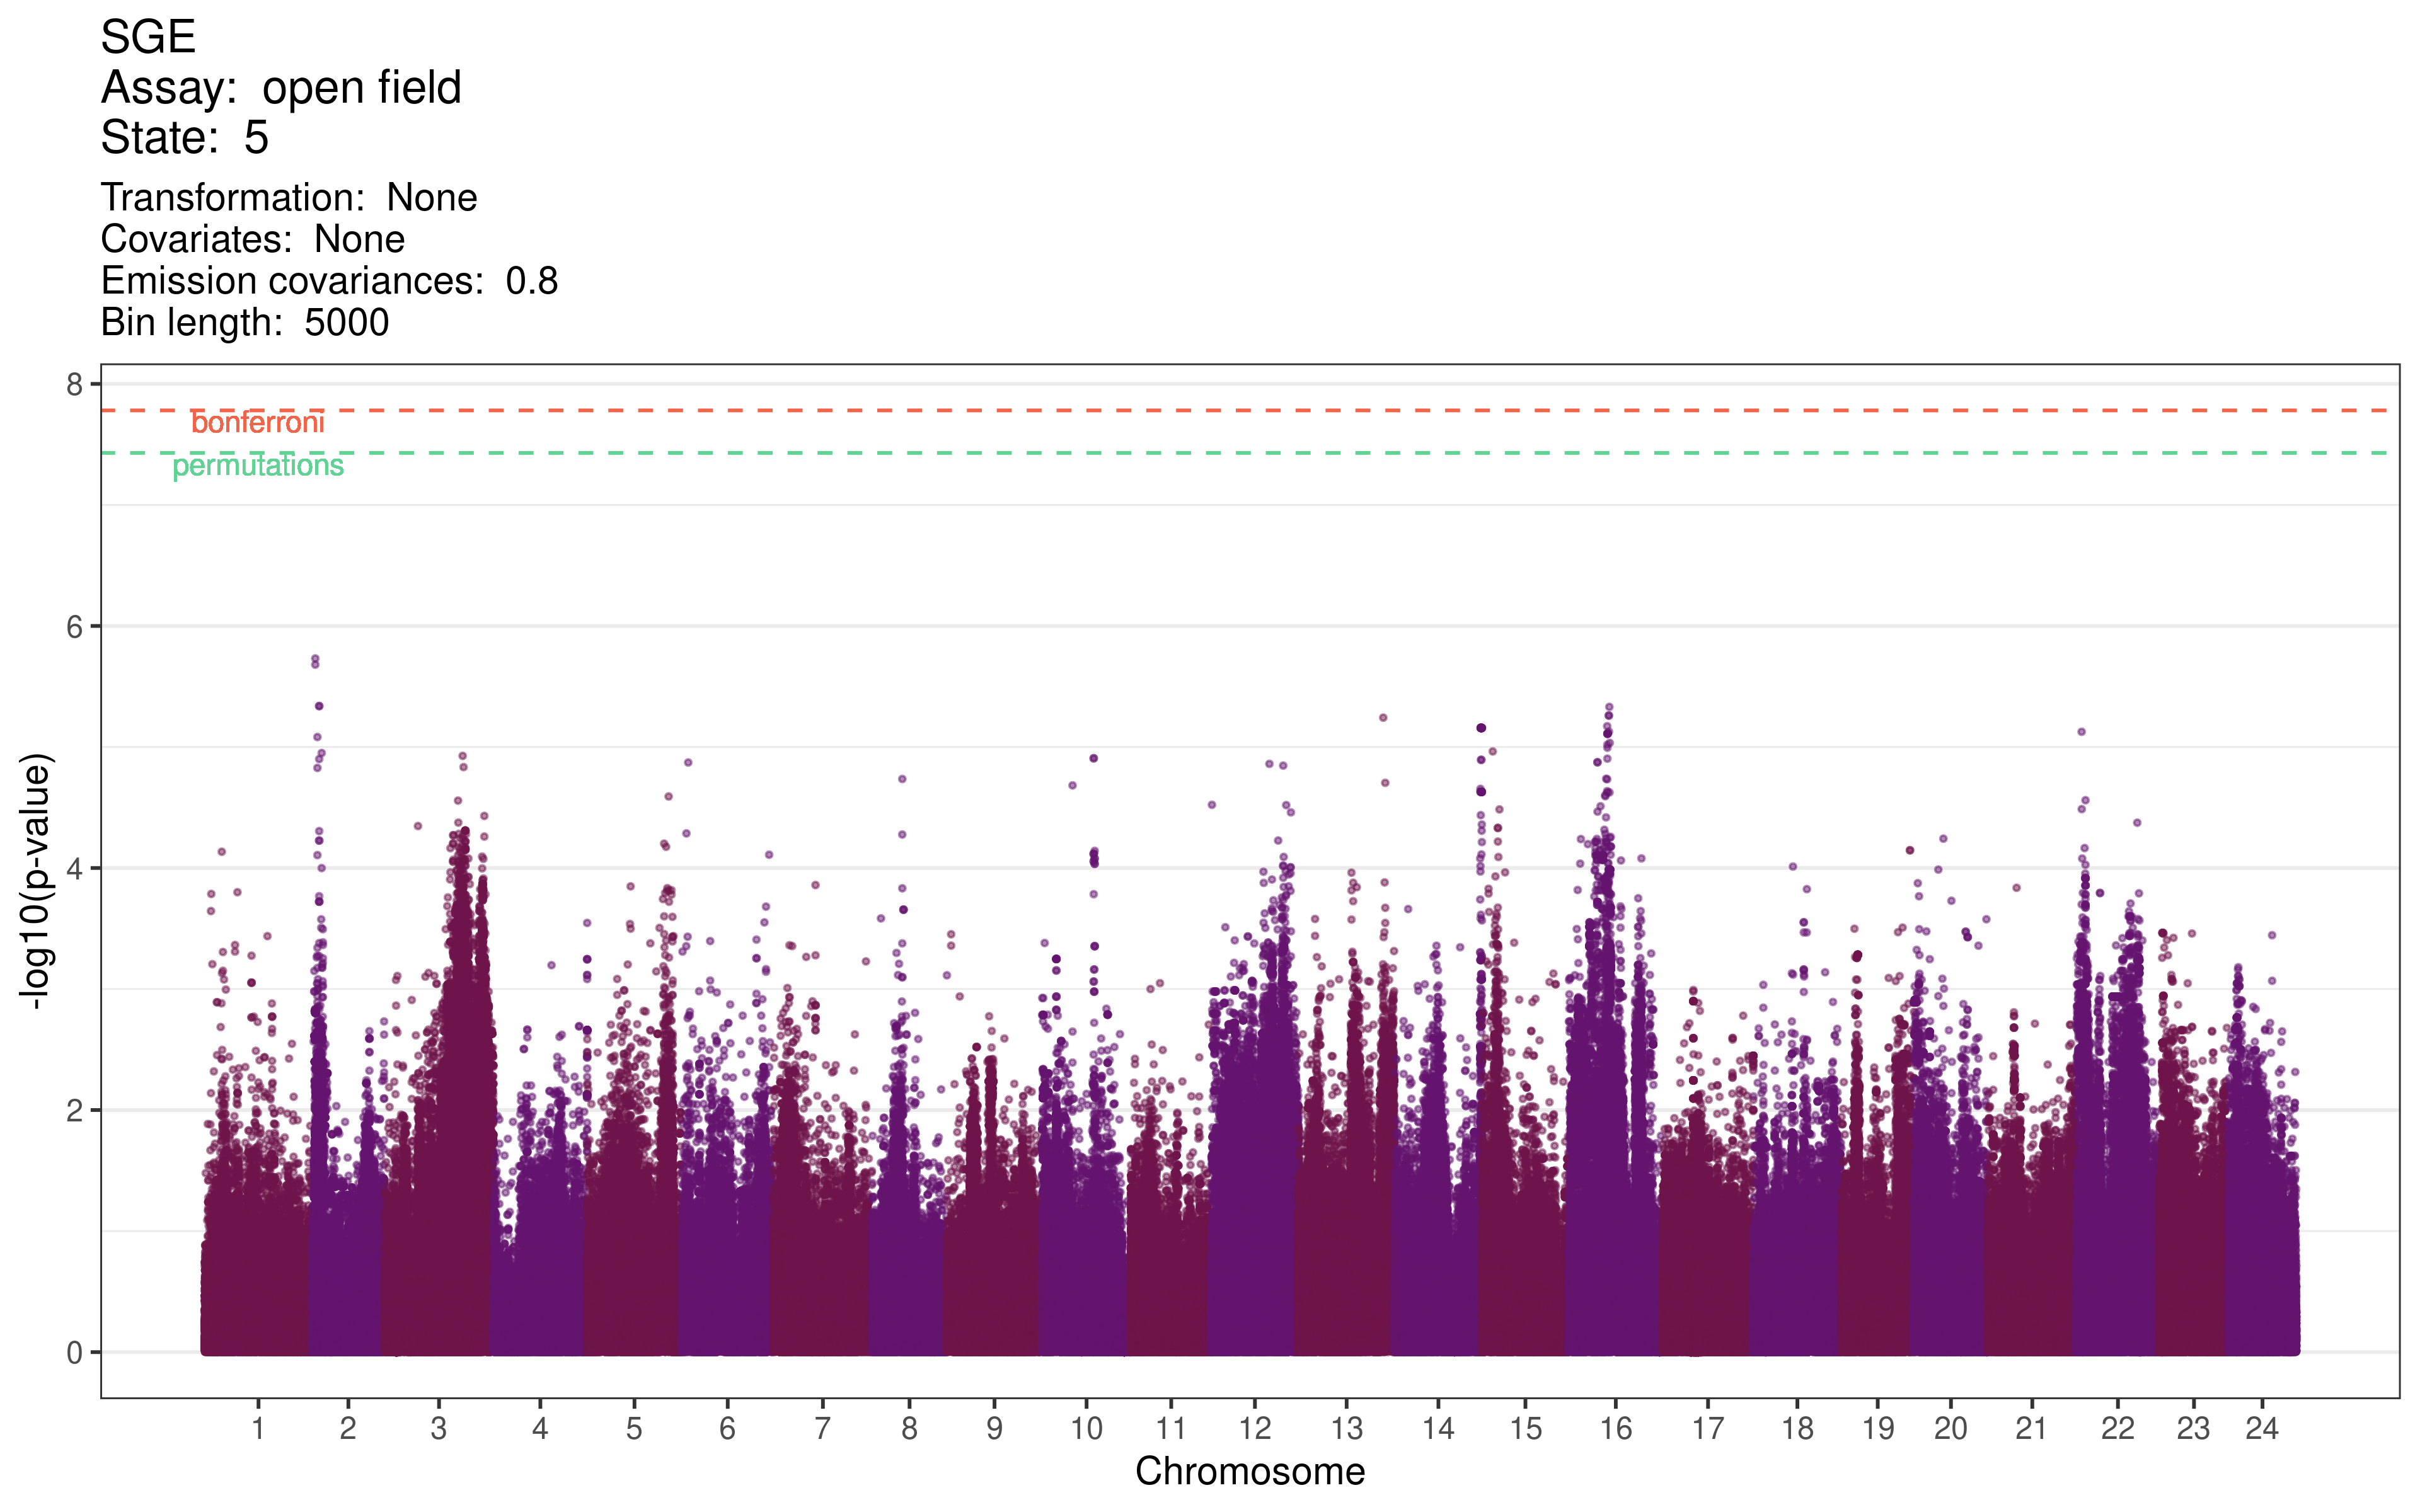 SGE
Assay:  open field
State:  5
Transformation:  None
Covariates:  None
Emission covariances:  0.8
Bin length:  5000
8
bonferroni
permutations
6
4
2
0
-log10(p-value)
1 2 3 4 5 6 7 8 9 10 11 12 13 14 15 16 17 18 19 20 21 22 23 24
Chromosome